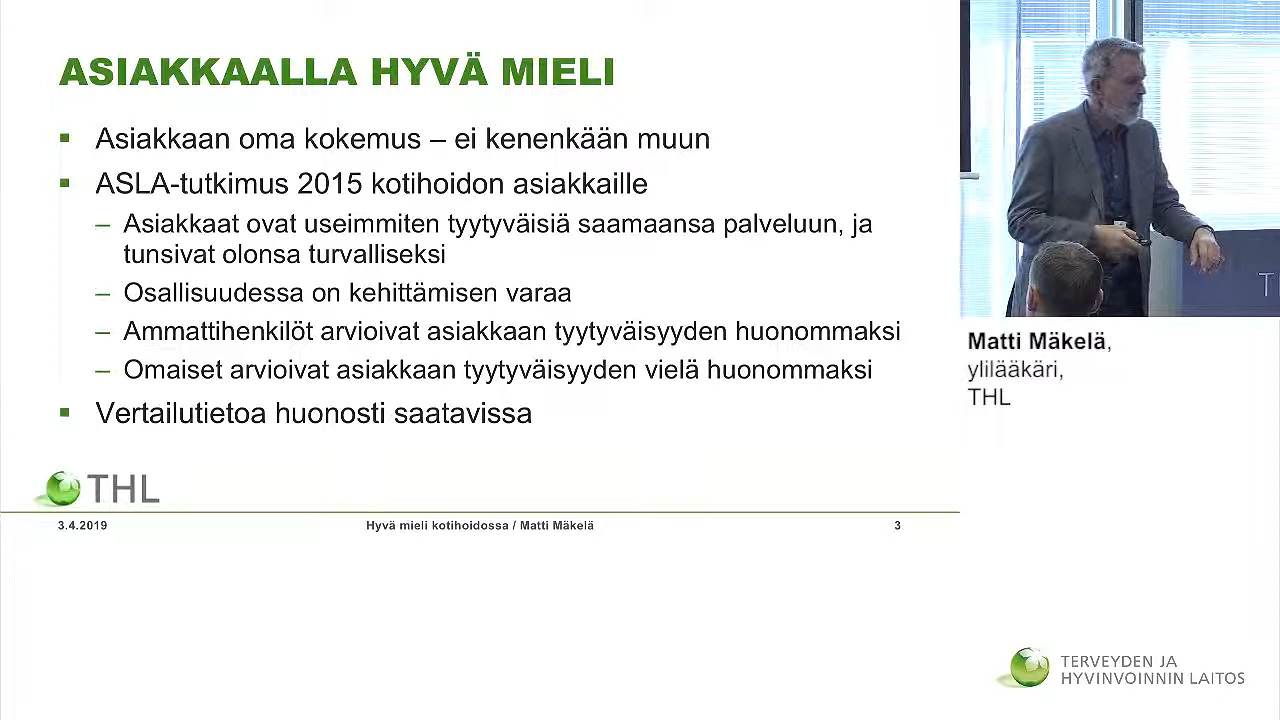 ASIAKKAALLA HYVÄ MIELI
Asiakkaan oma kokemus – ei kenenkään muun
ASLA-tutkimus 2015 kotihoidon asiakkaille
– Asiakkaat ovat useimmiten tyytyväisiä saamaansa palveluun, ja
tunsivat olonsa turvalliseksi
– Osallisuudessa on kehittämisen varaa
– Ammattihenkilöt arvioivat asiakkaan tyytyväisyyden huonommaksi
– Omaiset arvioivat asiakkaan tyytyväisyyden vielä huonommaksi
Vertailutietoa huonosti saatavissa
THL
3.4.2019 Hyvä mieli kotihoidossa / Matti Mäkelä 3
Matti Mäkelä,
ylilääkäri,
THL
TERVEYDEN JA
HYVINVOINNIN LAITOS